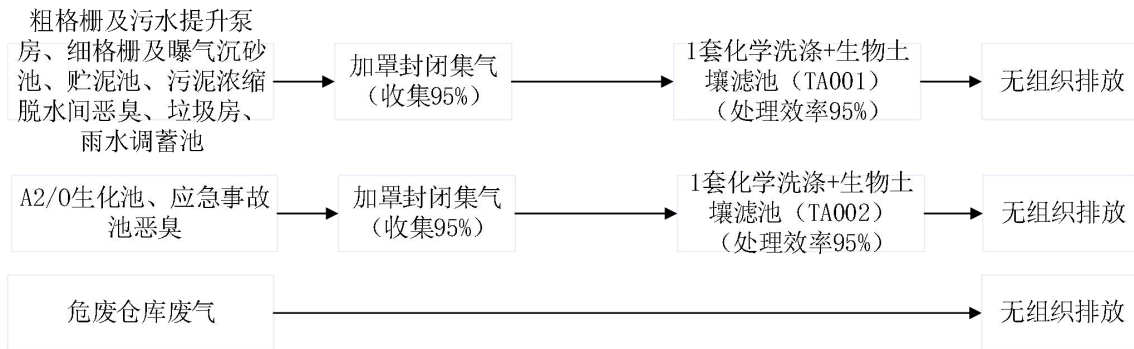 粗格栅及污水提升泵
房、细格栅及曝气沉砂
池、贮泥池、污泥浓缩
脱水间恶臭、垃圾房、
雨水调蓄池
加罩封闭集气
（收集95%）
1套化学洗涤+生物土
壤滤池（TA001）
（处理效率95%）
无组织排放
A2/O生化池、应急事故
池恶臭
加罩封闭集气
（收集95%）
1套化学洗涤+生物土
壤滤池（TA002）
（处理效率95%）
无组织排放
危废仓库废气
无组织排放